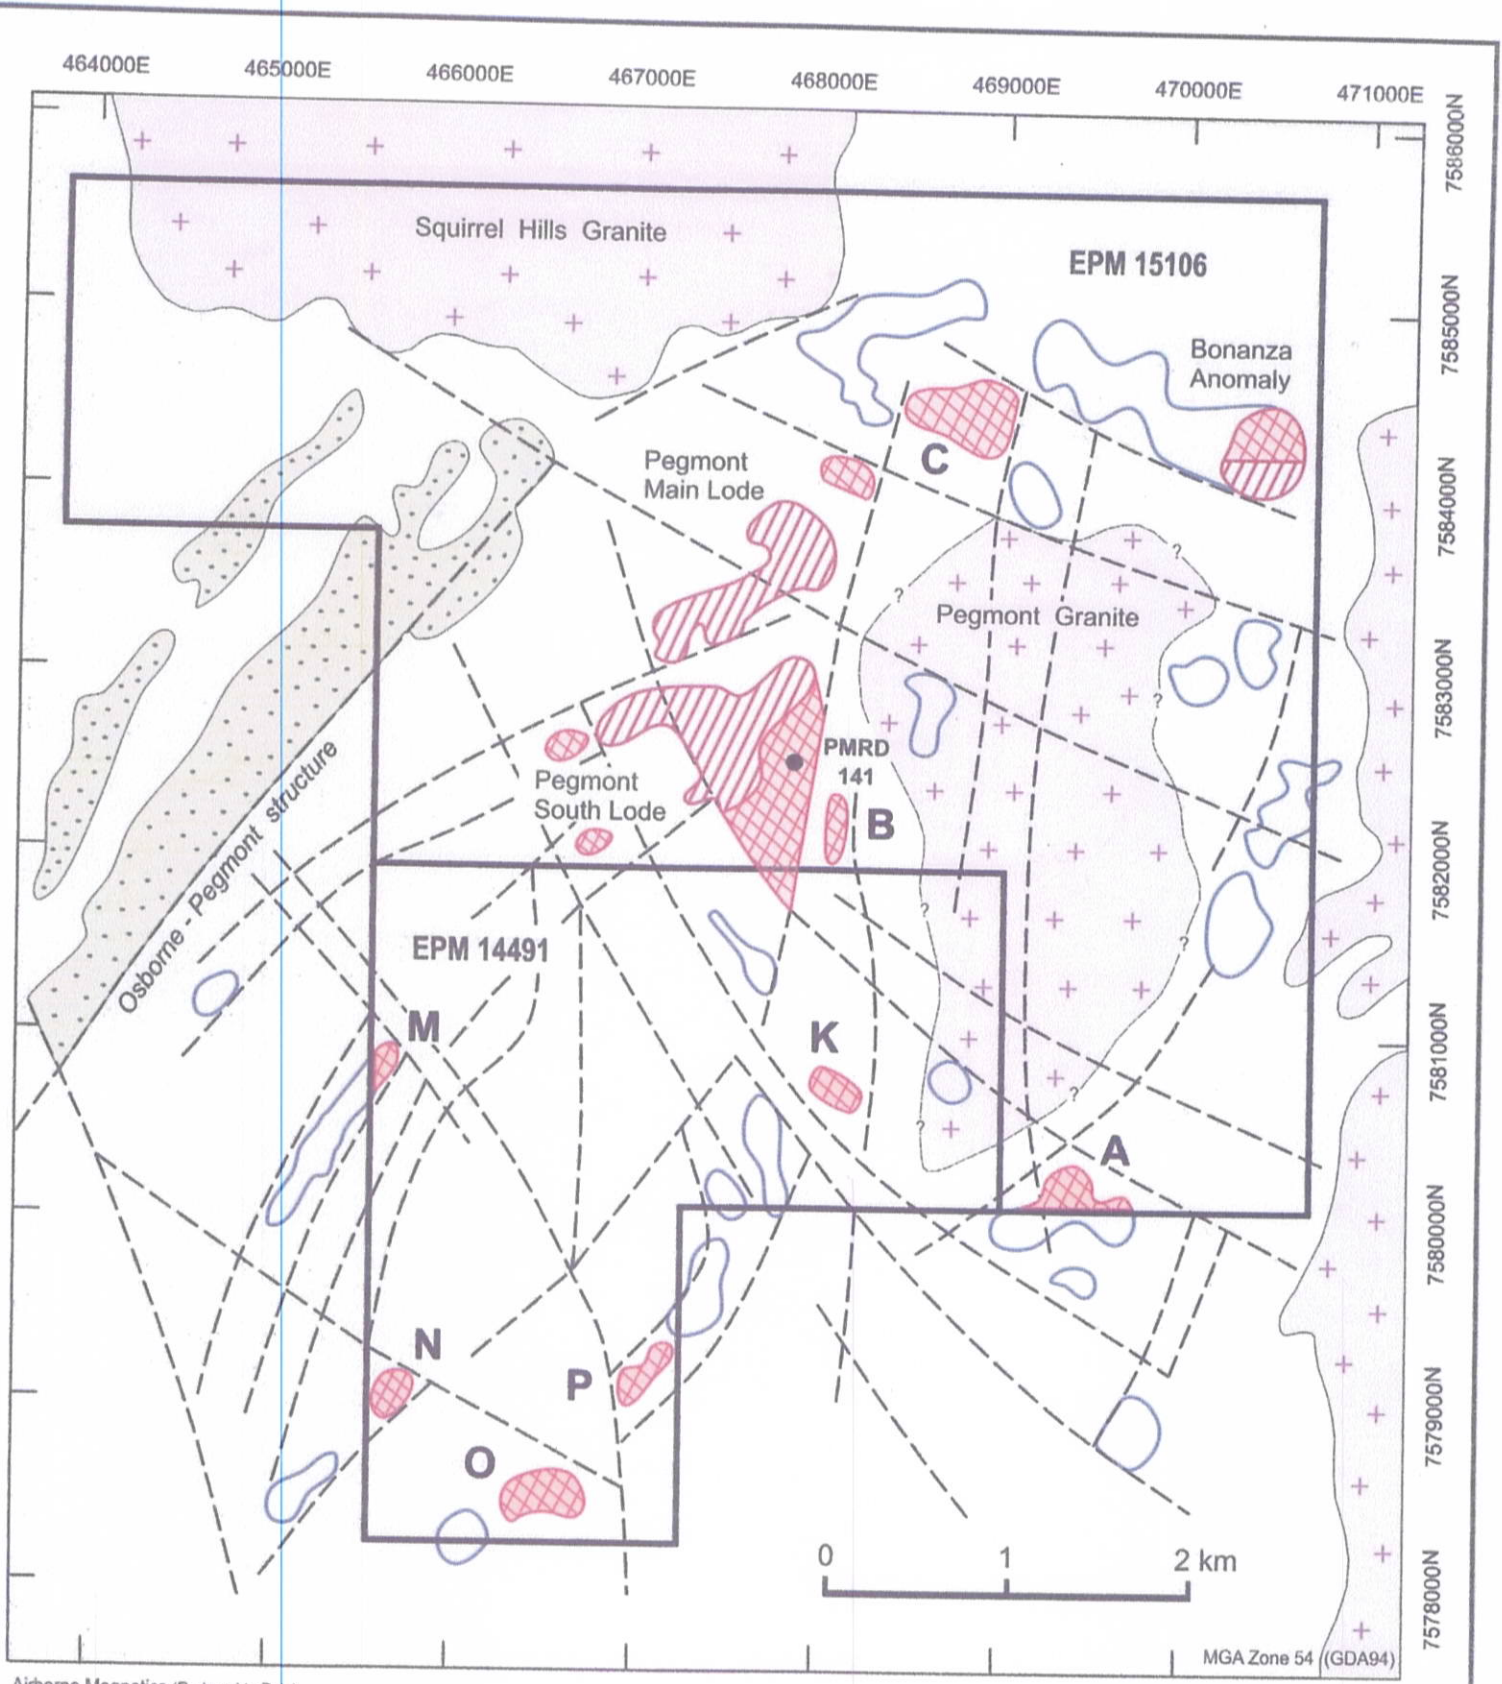 464000E 465000E 466000E 467000E 468000E 469000E 470000E 471000E
7586000N
Squirrel Hills Granite
EPM 15106
7585000N
Bonanza
Anomaly
C
Pegmont
Main Lode
7584000N
Pegmont Granite
?
?
?
7583000N
PMRD
141
Pegmont
South Lode
B
Osborne - Pegmont structure
7582000N
?
?
EPM 14491
M
K
7581000N
?
?
A
7580000N
N
P
7579000N
O
0 1 2 km
7578000N
MGA Zone 54 (GDA94)